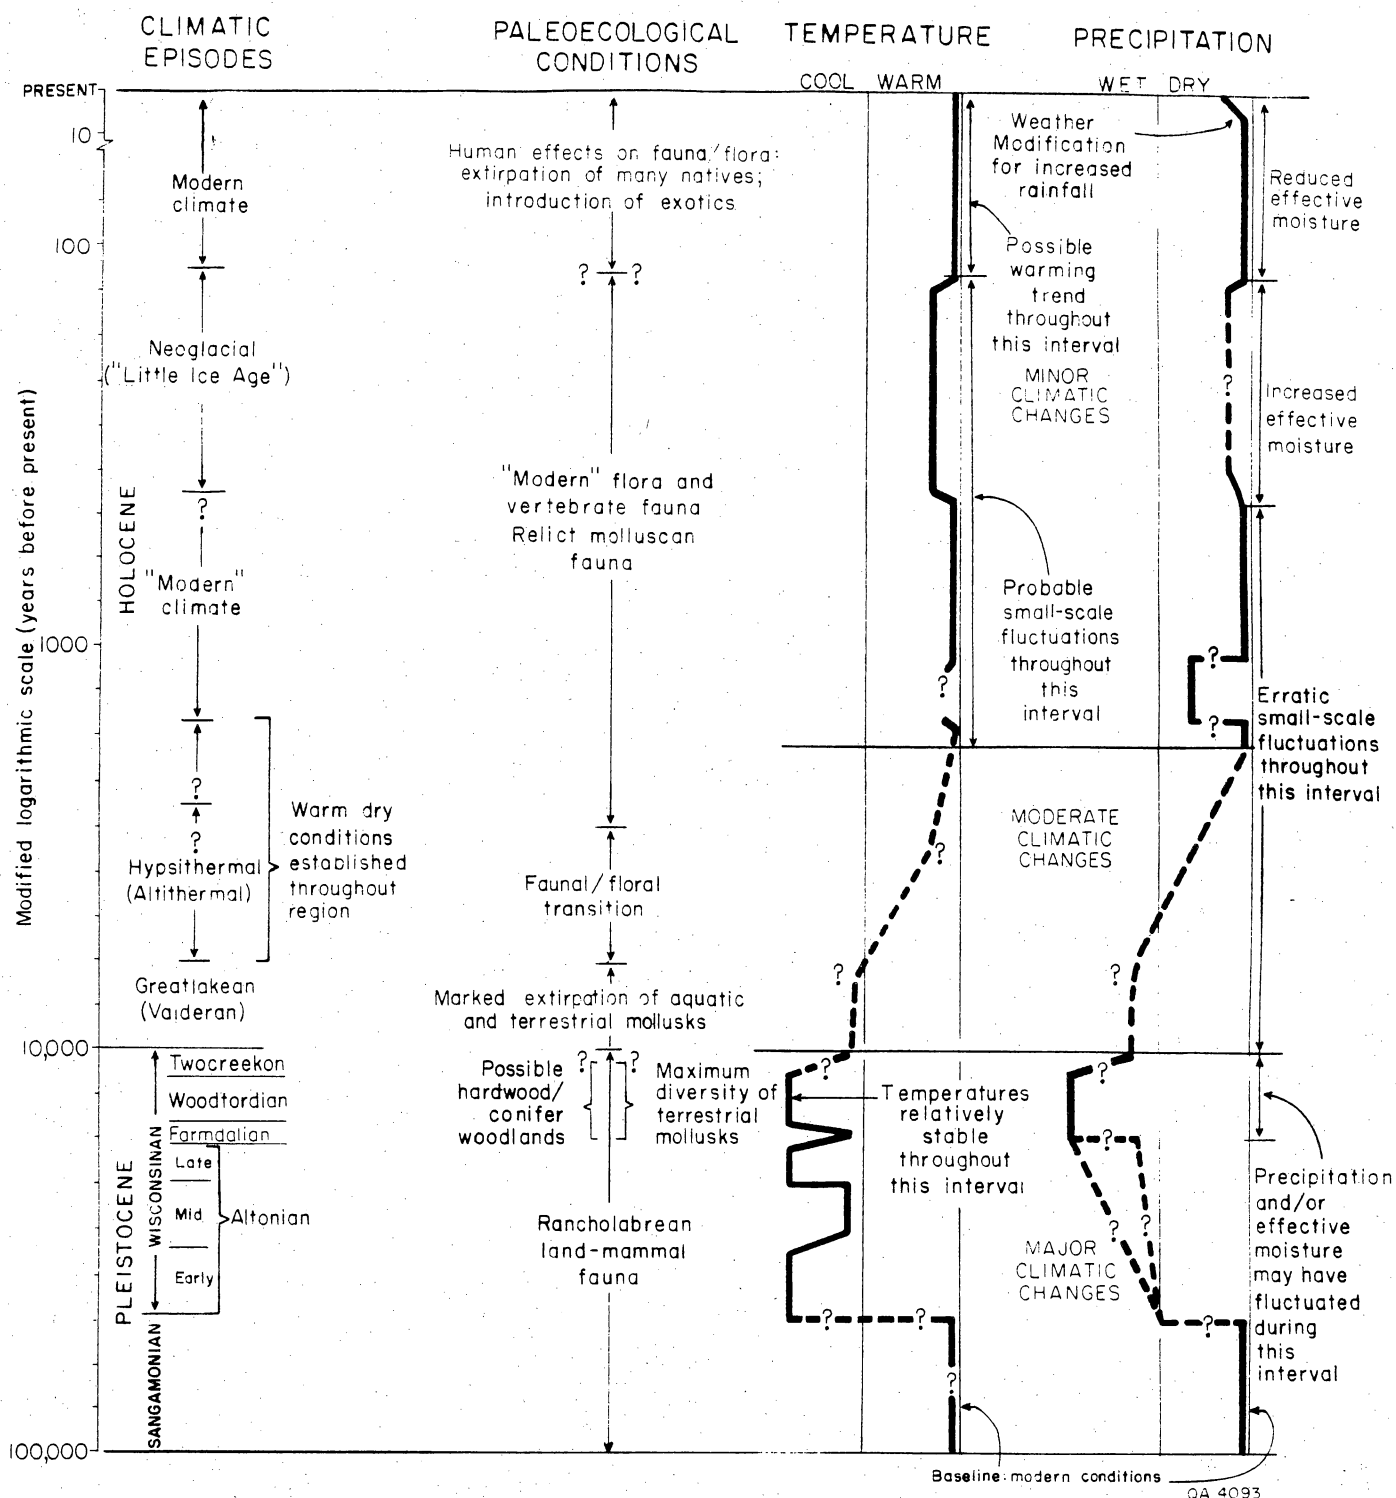 CLIMATIC
EPISODES
PALEOECOLOGICAL
CONDITIONS
TEMPERATURE
PRECIPITATION
COOL WARM
WET DRY
PRESENT
10
100
1000
10,000
100,000
Modified logarithmic scale (years before present)
HOLOCENE
PLEISTOCENE
WISCONSINAN
SANGAMONIAN
Modern
climate
Neoglacial
("Little Ice Age")
?
"Modern"
climate
?
?
Hypsithermal
(Altithermal)
Warm dry
conditions
established
throughout
region
Greatlakean
(Valderan)
Twocreekon
Woodfordian
Farmdalian
Late
Mid
Early
Altonian
Human effects on fauna/flora:
extirpation of many natives;
introduction of exotics
? ?
"Modern" flora and
vertebrate fauna
Relict molluscan
fauna
Faunal/floral
transition
Marked extirpation of aquatic
and terrestrial mollusks
? ?
Possible
hardwood/
conifer
woodlands
Maximum
diversity of
terrestrial
mollusks
Rancholabrean
land-mammal
fauna
Weather
Modification
for increased
rainfall
Possible
warming
trend
throughout
this interval
MINOR
CLIMATIC
CHANGES
Probable
small-scale
fluctuations
throughout
this
interval
?
?
?
?
MODERATE
CLIMATIC
CHANGES
Temperatures
relatively
stable
throughout
this interval
MAJOR
CLIMATIC
CHANGES
? ?
?
Reduced
effective
moisture
?
Increased
effective
moisture
?
?
Erratic
small-scale
fluctuations
throughout
this interval
?
?
?
? ?
?
Precipitation
and/or
effective
moisture
may have
fluctuated
during
this
interval
Baseline: modern conditions
QA 4093